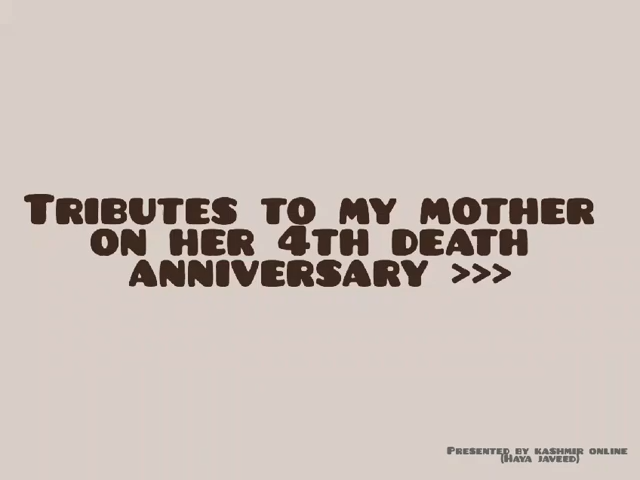 Tributes to my mother
on her 4th death
anniversary >>>
Presented by kashmir online
(Haya javeed)